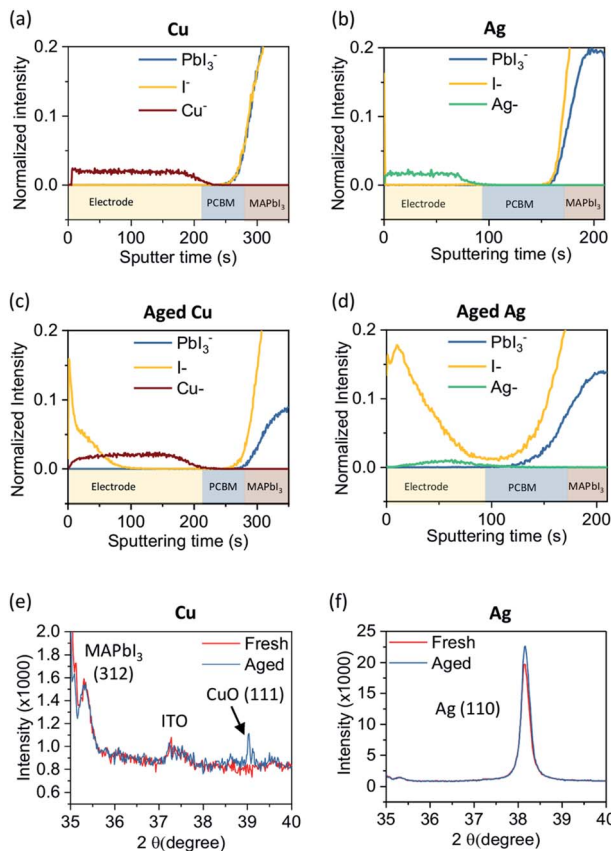 (a) Cu
Normalized intensity
0.2
0.1
0.0
PbI₃⁻
I⁻
Cu⁻
Electrode PCBM MAPbI₃
0 100 200 300
Sputter time (s)
(b) Ag
Normalized intensity
0.2
0.1
0.0
PbI₃⁻
I-
Ag-
Electrode PCBM MAPbI₃
0 100 200
Sputtering time (s)
(c) Aged Cu
Normalized Intensity
0.2
0.1
0.0
PbI₃⁻
I-
Cu-
Electrode PCBM MAPbI₃
0 100 200 300
Sputtering time (s)
(d) Aged Ag
Normalized Intensity
0.2
0.1
0.0
PbI₃⁻
I-
Ag-
Electrode PCBM MAPbI₃
0 100 200
Sputtering time (s)
(e) Cu
Intensity (x1000)
2.0
1.8
1.6
1.4
1.2
1.0
0.8
0.6
Fresh
Aged
MAPbI₃
(312)
CuO (111)
ITO
35 36 37 38 39 40
2 θ(degree)
(f) Ag
Intensity (x1000)
25
20
15
10
5
0
Fresh
Aged
Ag (110)
35 36 37 38 39 40
2 θ(degree)